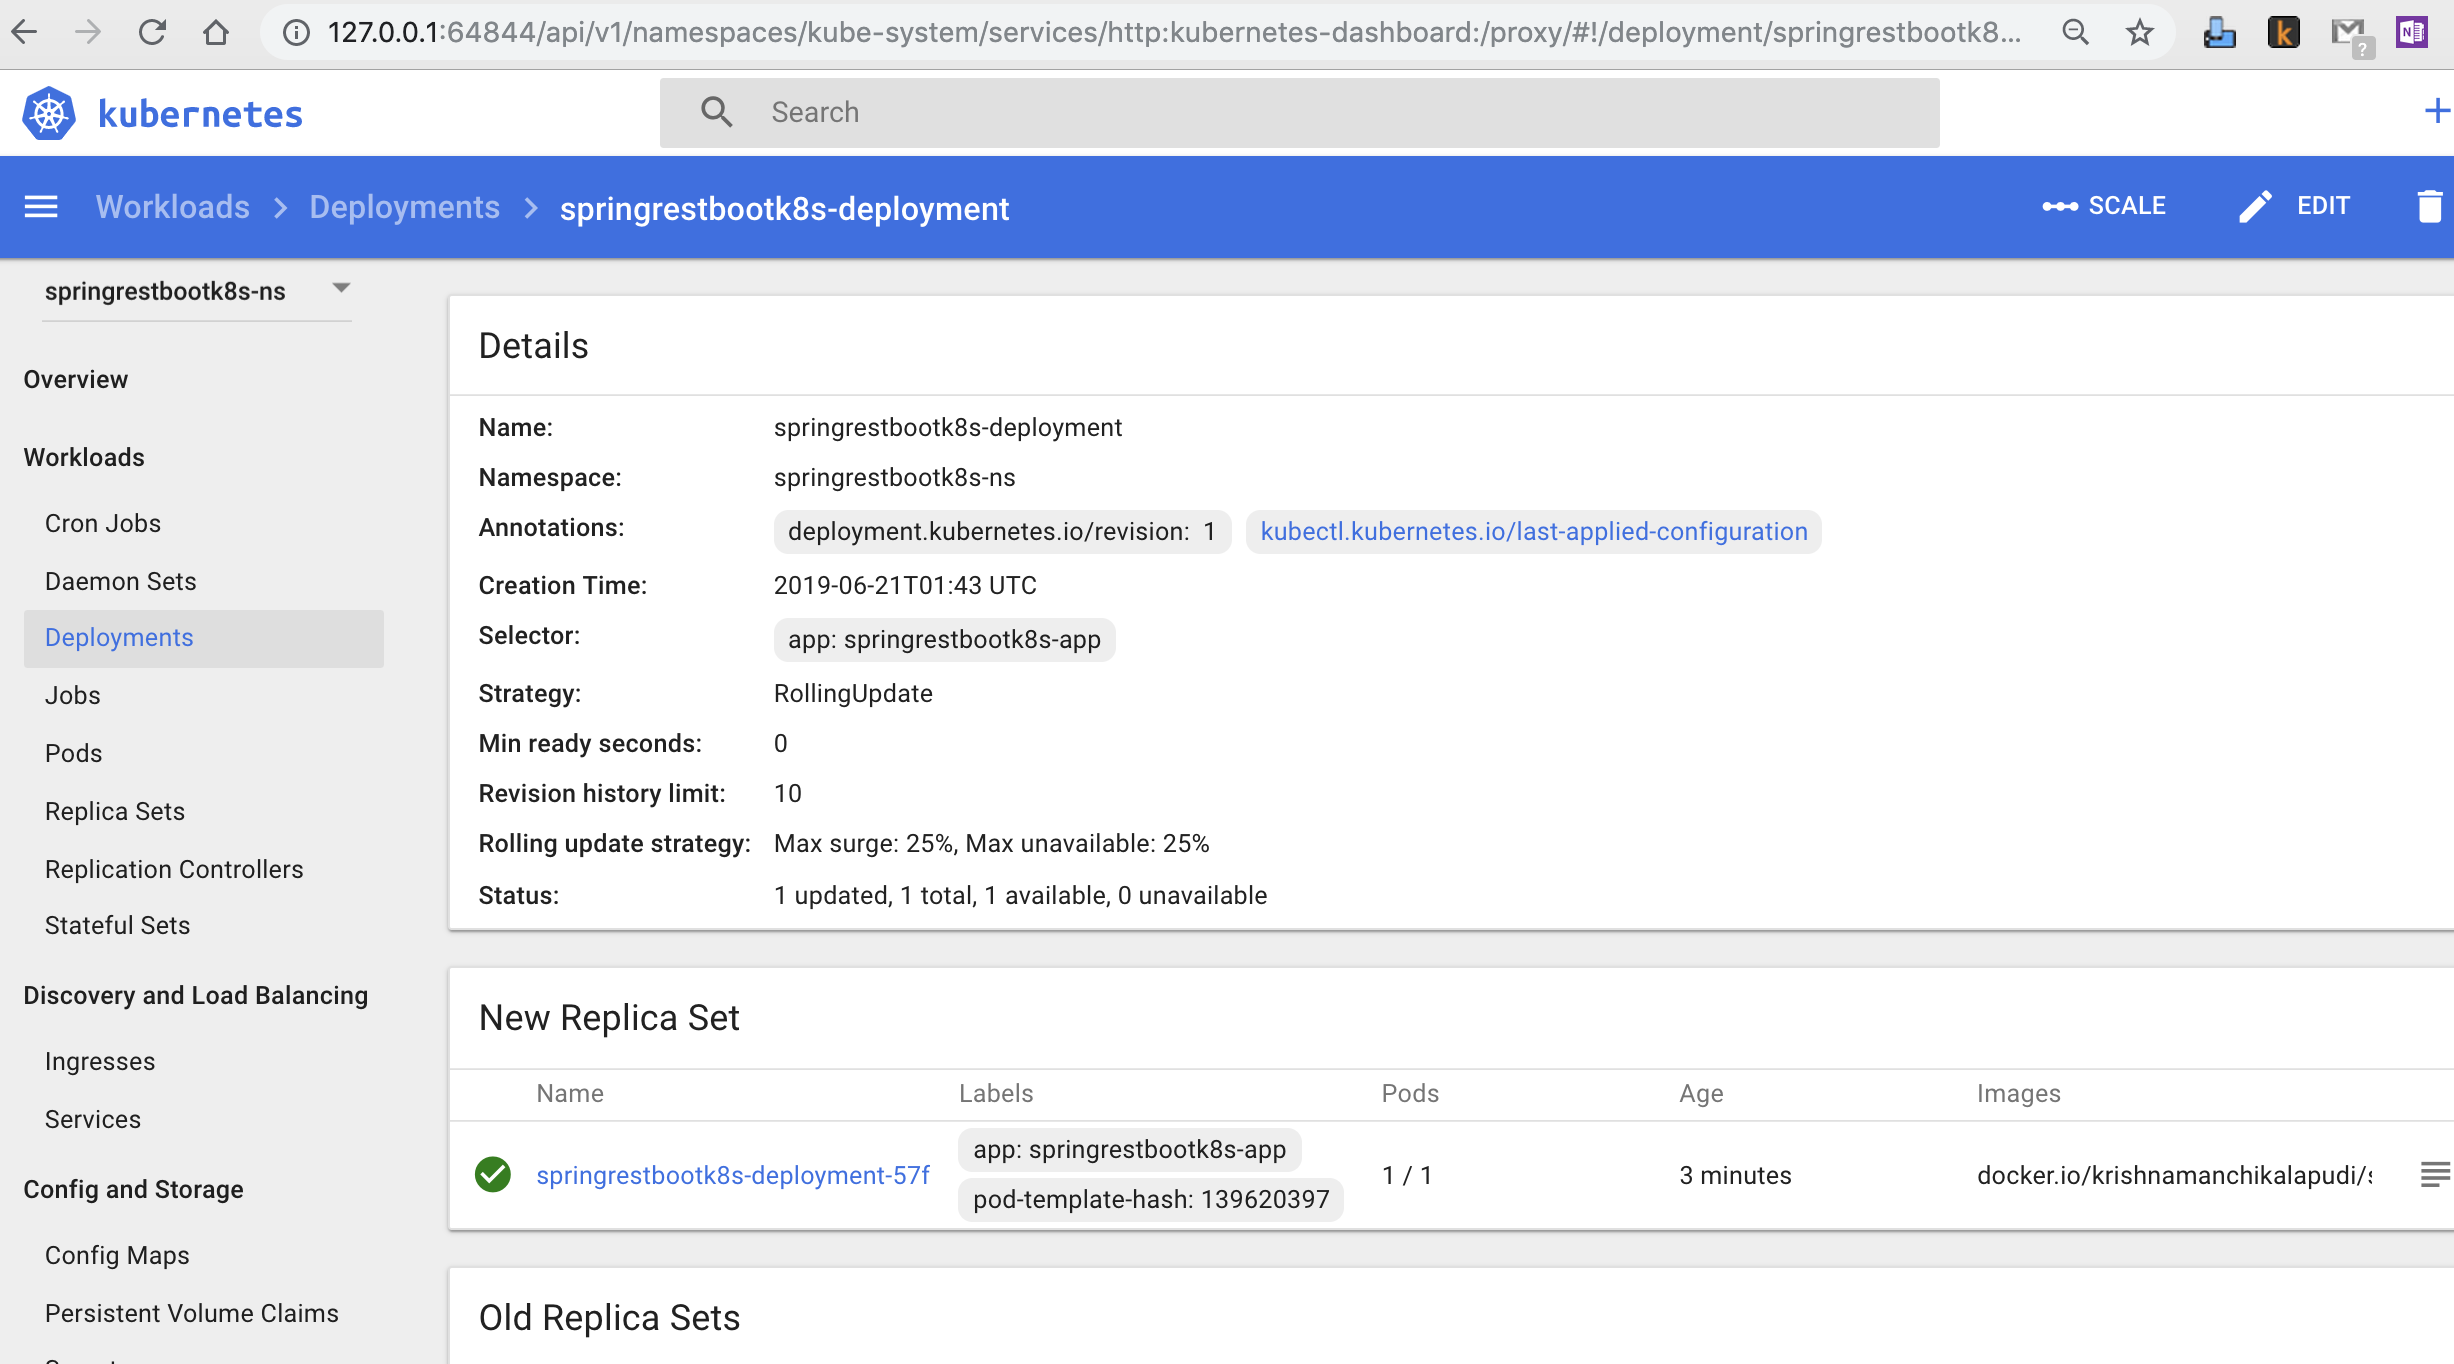 127.0.0.1:64844/api/v1/namespaces/kube-system/services/http:kubernetes-dashboard:/proxy/#!/deployment/springrestbootk8...
kubernetes
Search
Workloads > Deployments > springrestbootk8s-deployment
SCALE
EDIT
springrestbootk8s-ns
Overview
Workloads
Cron Jobs
Daemon Sets
Deployments
Jobs
Pods
Replica Sets
Replication Controllers
Stateful Sets
Discovery and Load Balancing
Ingresses
Services
Config and Storage
Config Maps
Persistent Volume Claims
Details
Name: springrestbootk8s-deployment
Namespace: springrestbootk8s-ns
Annotations: deployment.kubernetes.io/revision: 1 kubectl.kubernetes.io/last-applied-configuration
Creation Time: 2019-06-21T01:43 UTC
Selector: app: springrestbootk8s-app
Strategy: RollingUpdate
Min ready seconds: 0
Revision history limit: 10
Rolling update strategy: Max surge: 25%, Max unavailable: 25%
Status: 1 updated, 1 total, 1 available, 0 unavailable
New Replica Set
Name Labels Pods Age Images
springrestbootk8s-deployment-57f
app: springrestbootk8s-app
pod-template-hash: 139620397
1 / 1
3 minutes
docker.io/krishnamanchikalapudi/s
Old Replica Sets